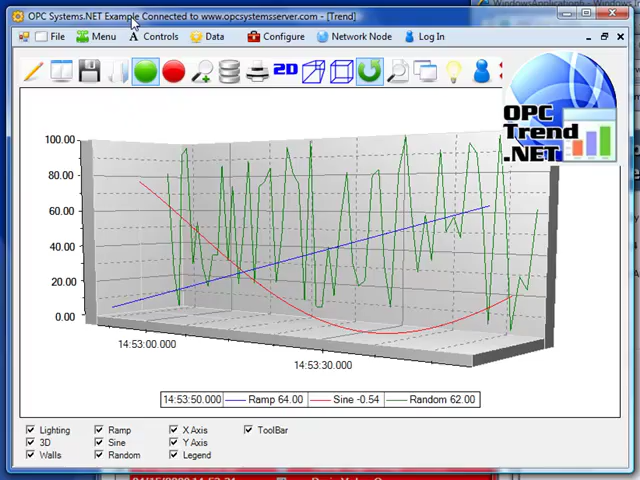 OPC Systems.NET Example Connected to www.opcsystemsserver.com - [Trend]
File Menu A Controls Data Configure Network Node Log In
2D
OPC
Trend
.NET
100.00
80.00
60.00
40.00
20.00
0.00
14:53:00.000
14:53:30.000
14:53:50.000 Ramp 64.00 Sine -0.54 Random 62.00
Lighting Ramp X Axis ToolBar
3D Sine Y Axis
Walls Random Legend